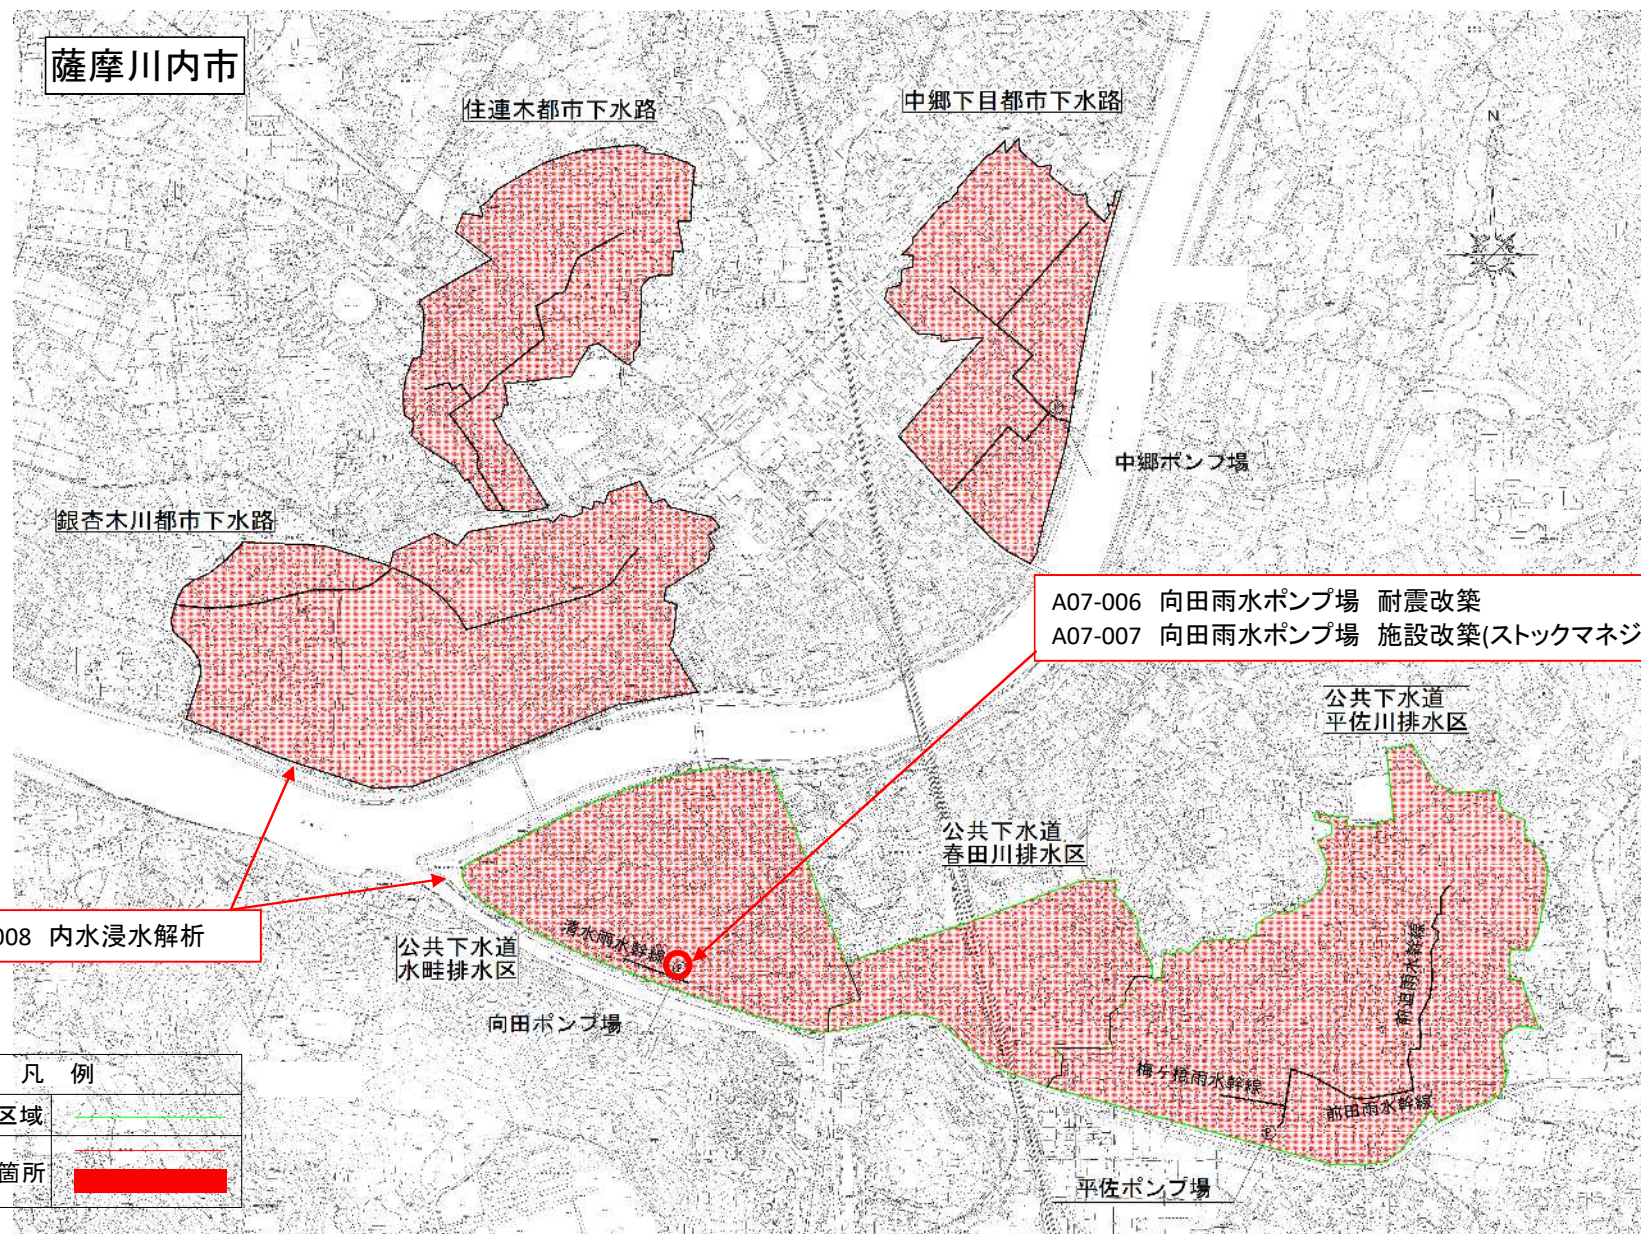 薩摩川内市
住連木都市下水路
中郷下目都市下水路
N
中郷ポンプ場
銀杏木川都市下水路
A07-006 向田雨水ポンプ場 耐震改築
A07-007 向田雨水ポンプ場 施設改築(ストックマネジ
公共下水道
平佐川排水区
公共下水道
春田川排水区
008 内水浸水解析
公共下水道
水畦排水区
清水雨水幹線
向田ポンプ場
前迫雨水幹線
梅ケ橋雨水幹線
前田雨水幹線
平佐ポンプ場
凡 例
区域
箇所